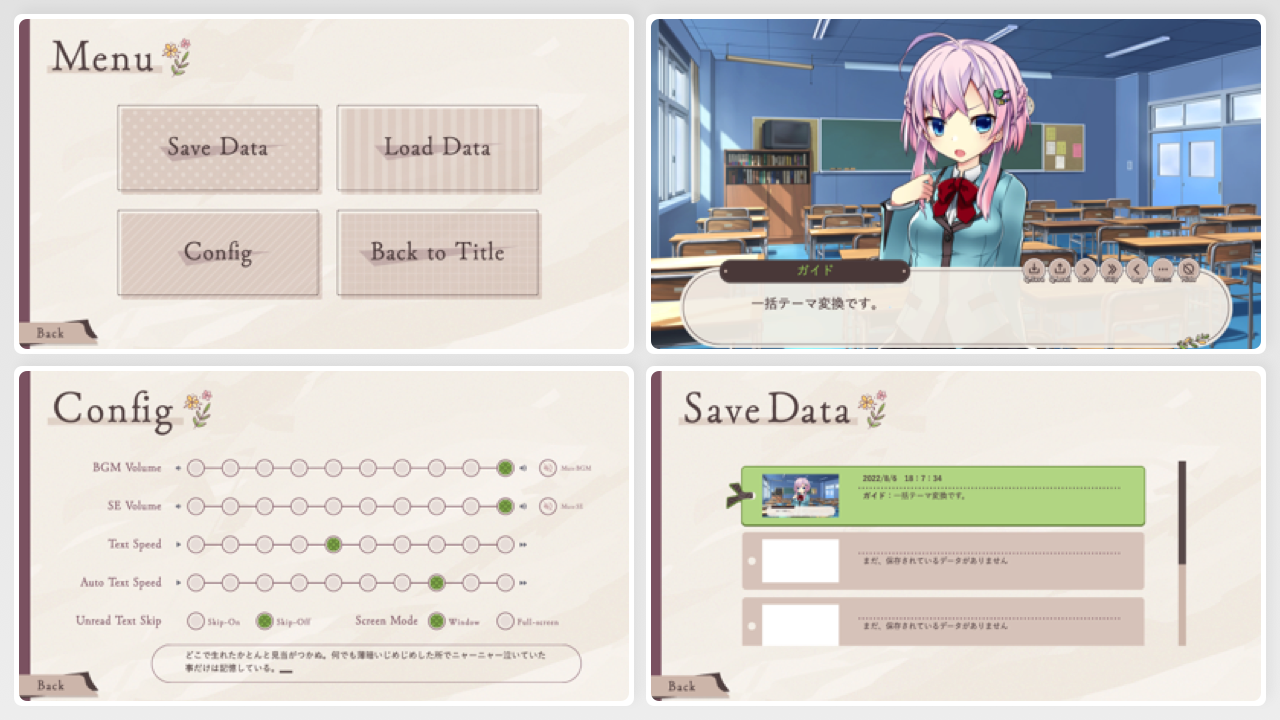 Menu
Save Data
Load Data
Config
Back to Title
Back
ガイド
一括テーマ変換です。
Config
BGM Volume
Mute BGM
SE Volume
Mute SE
Text Speed
Auto Text Speed
Unread Text Skip
Skip-On
Skip-Off
Screen Mode
Window
Full-screen
どこで生れたかとんと見当がつかぬ。何でも薄暗いじめじめした所でニャーニャー泣いていた
事だけは記憶している。
Back
Save Data
2022/8/6 18:7:34
ガイド：一括テーマ変換です。
まだ、保存されているデータがありません
まだ、保存されているデータがありません
Back